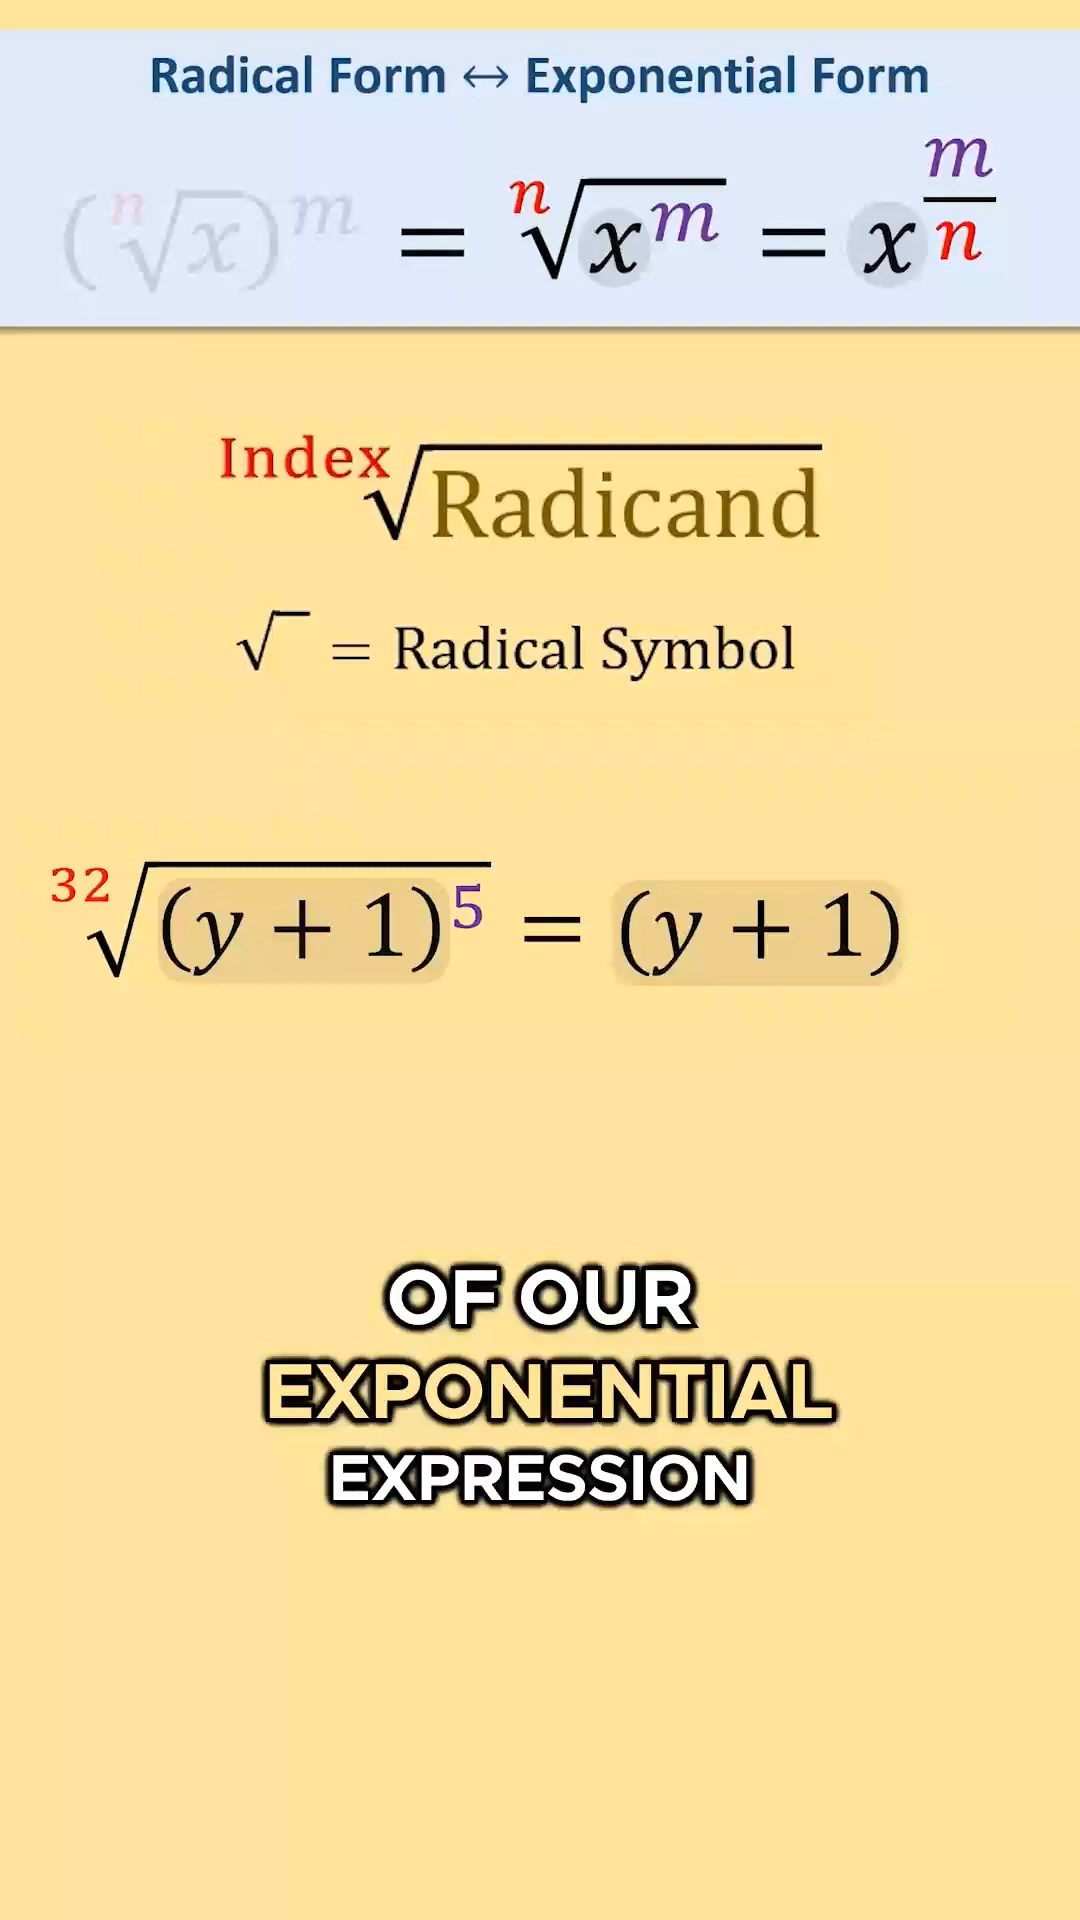 Radical Form ↔ Exponential Form
(ⁿ√x)ᵐ = ⁿ√xᵐ = x^(m/n)
Index√Radicand
√ = Radical Symbol
³²√(y + 1)⁵ = (y + 1)
OF OUR
EXPONENTIAL
EXPRESSION